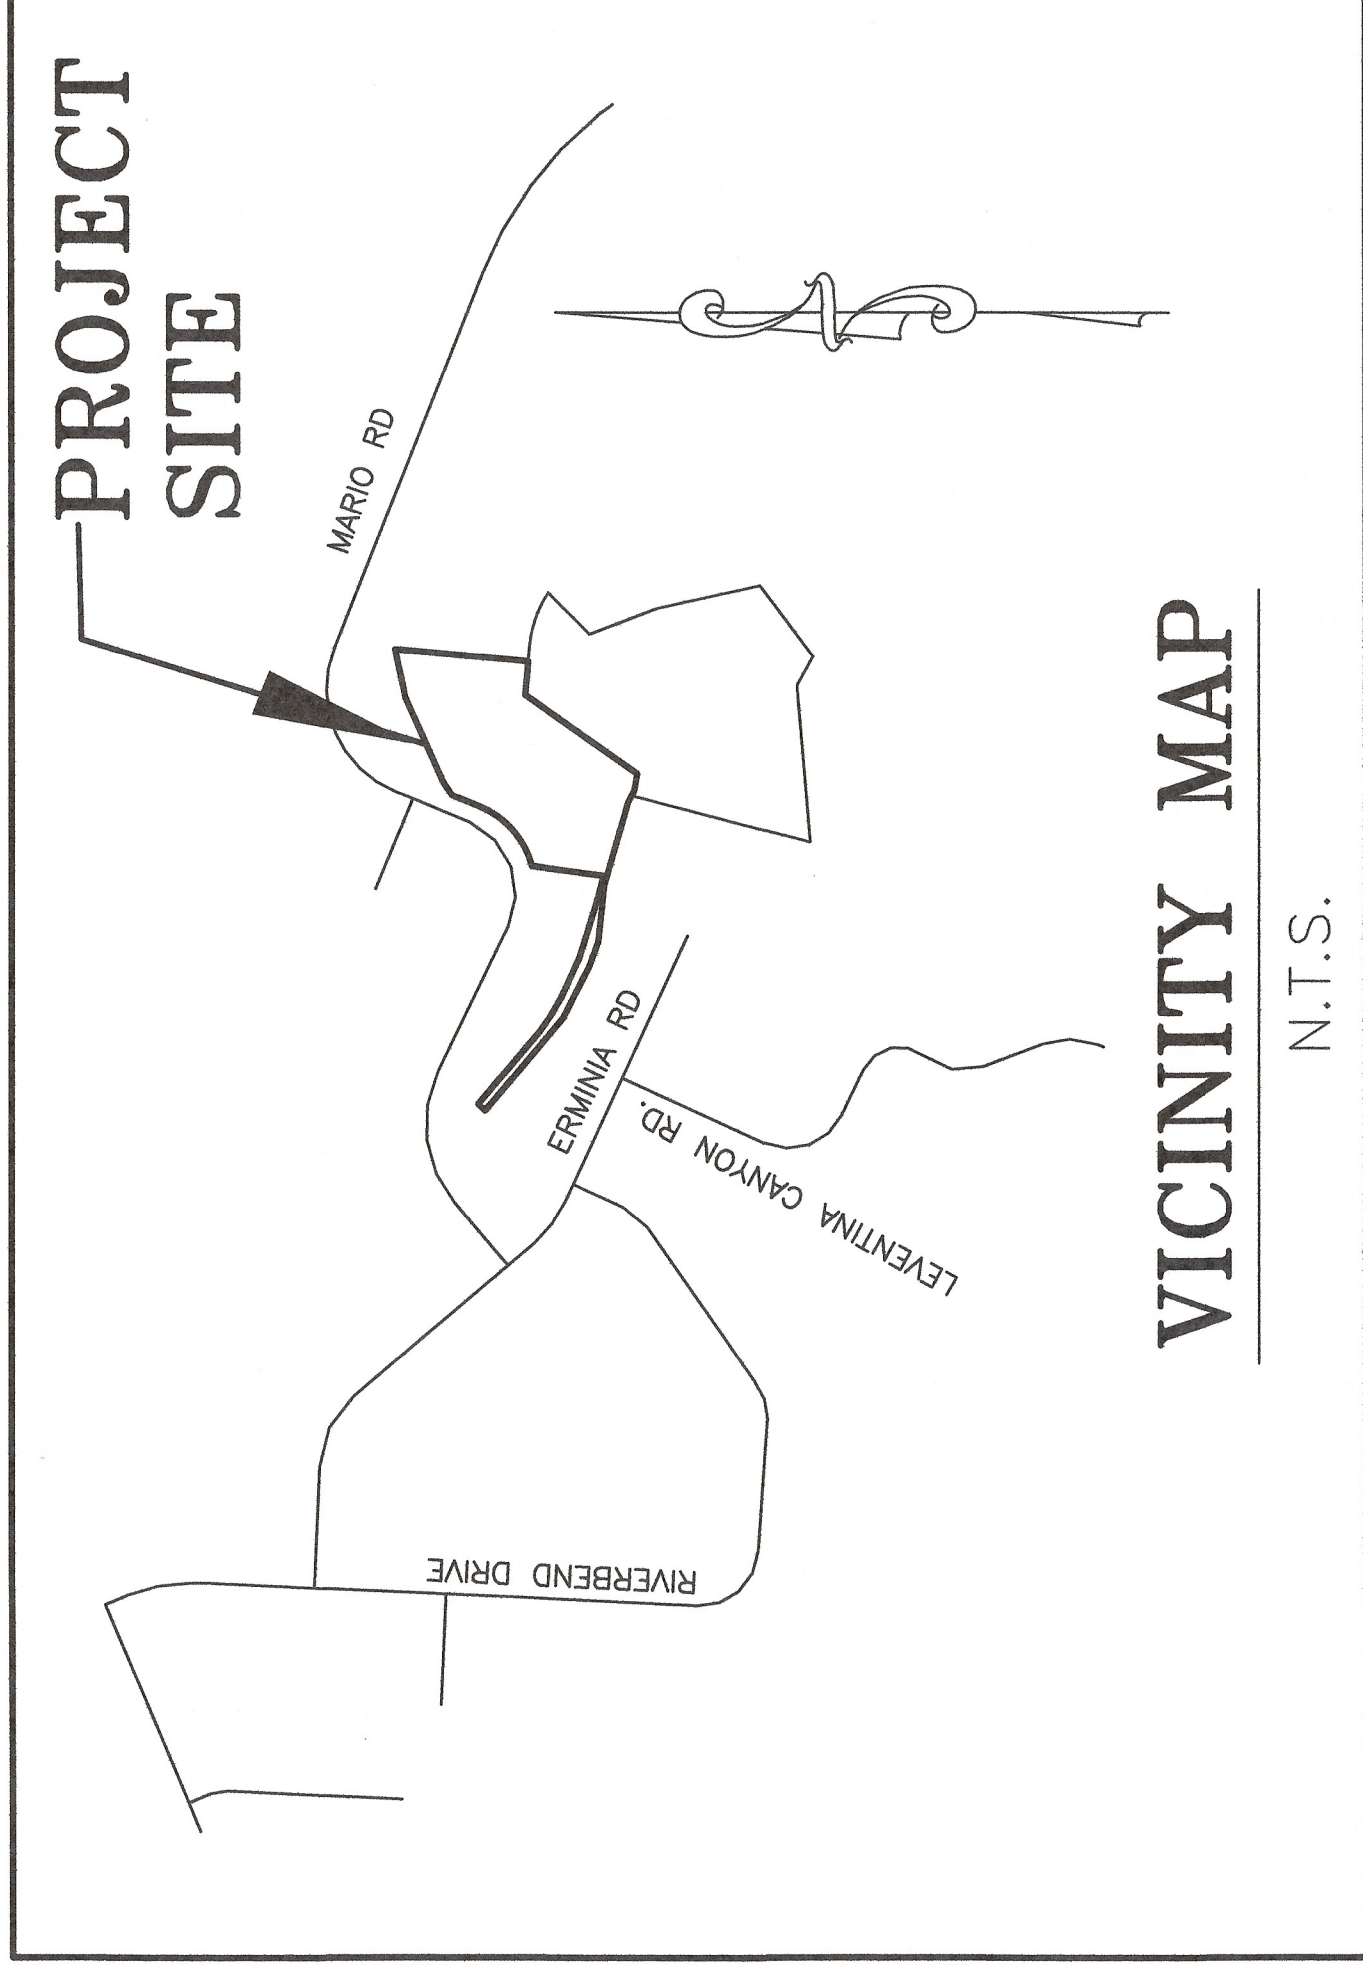 PROJECT
SITE
MARIO RD
ERMINIA RD
LEVENTINA CANYON RD.
RIVERBEND DRIVE
N
VICINITY MAP
N.T.S.